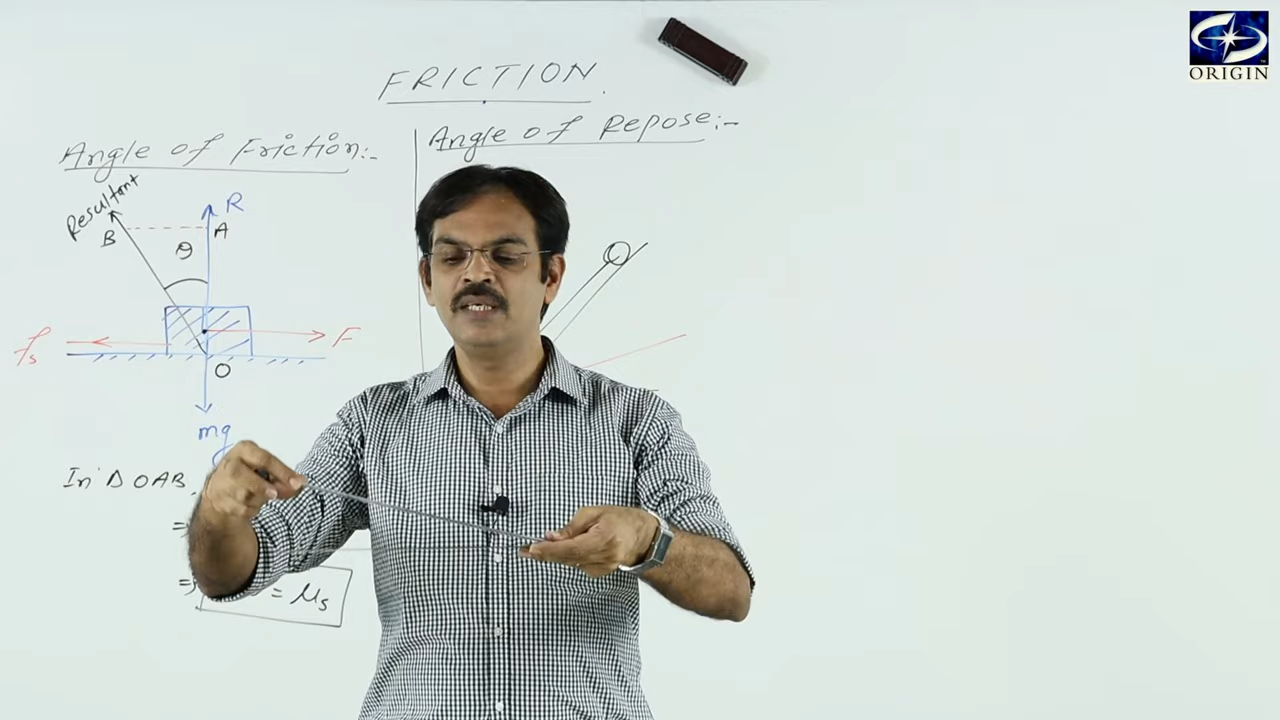 ORIGIN
FRICTION.
Angle of Friction:-
Angle of Repose:-
Resultant
R
B
A
θ
fs
F
O
mg
In Δ OAB,
=
⇒
= μs